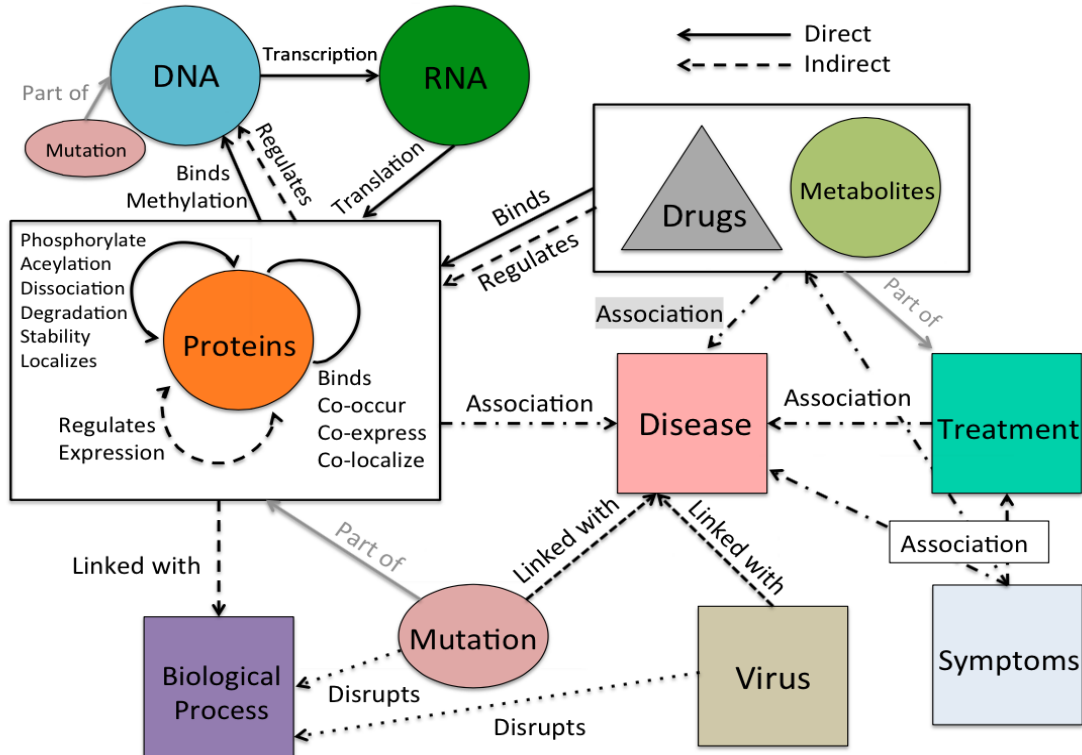 DNA
Transcription
RNA
Direct
Indirect
Part of
Mutation
Regulates
Binds
Methylation
Translation
Binds
Regulates
Drugs
Metabolites
Phosphorylate
Aceylation
Dissociation
Degradation
Stability
Localizes
Proteins
Binds
Co-occur
Co-express
Co-localize
Regulates
Expression
Association
Part of
Association
Disease
Association
Treatment
Linked with
Part of
Linked with
Linked with
Association
Mutation
Biological
Process
Disrupts
Disrupts
Virus
Symptoms